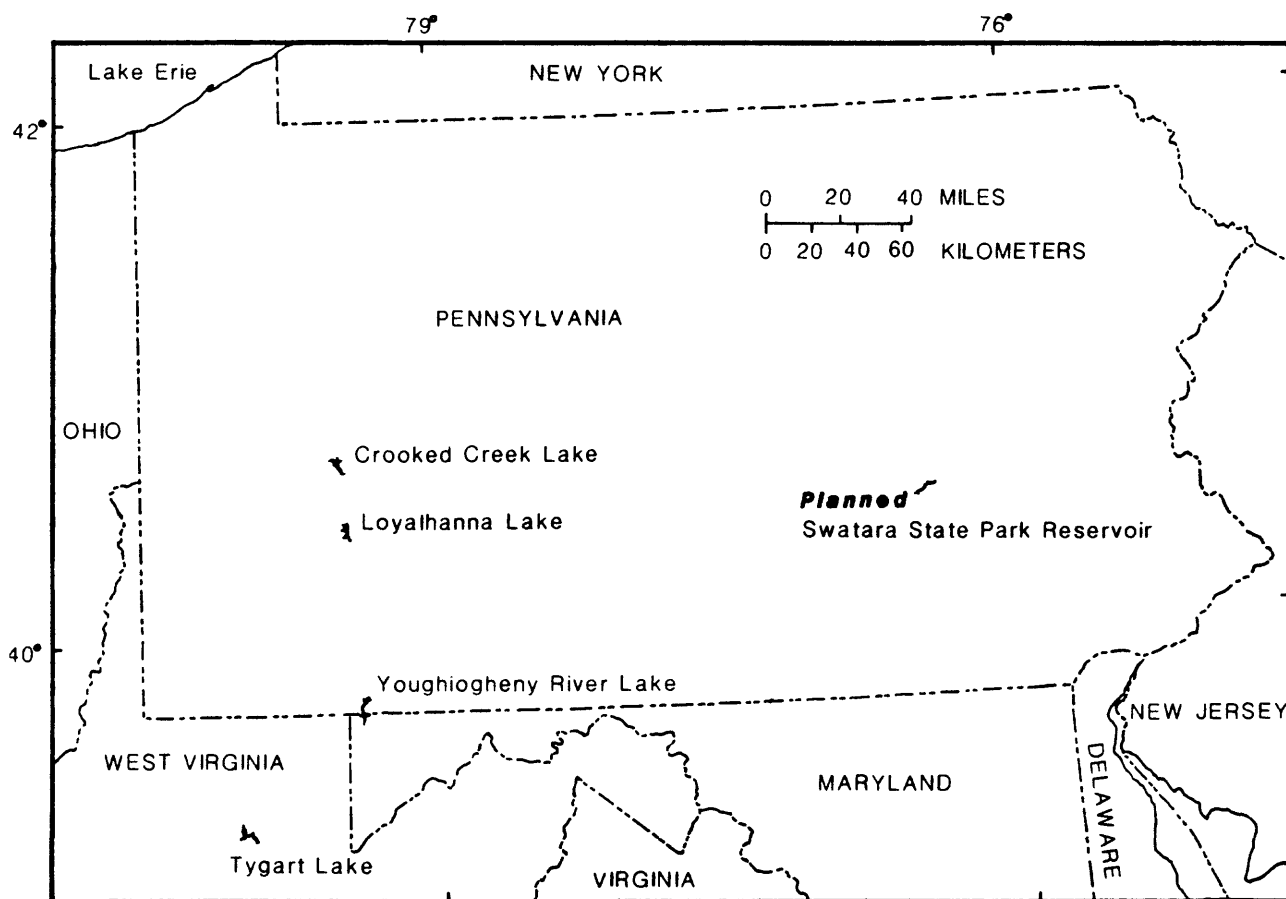 79°
76°
Lake Erie
NEW YORK
42°
0 20 40 MILES
0 20 40 60 KILOMETERS
PENNSYLVANIA
OHIO
Crooked Creek Lake
Loyalhanna Lake
Planned
Swatara State Park Reservoir
40°
Youghiogheny River Lake
NEW JERSEY
WEST VIRGINIA
MARYLAND
DELAWARE
Tygart Lake
VIRGINIA